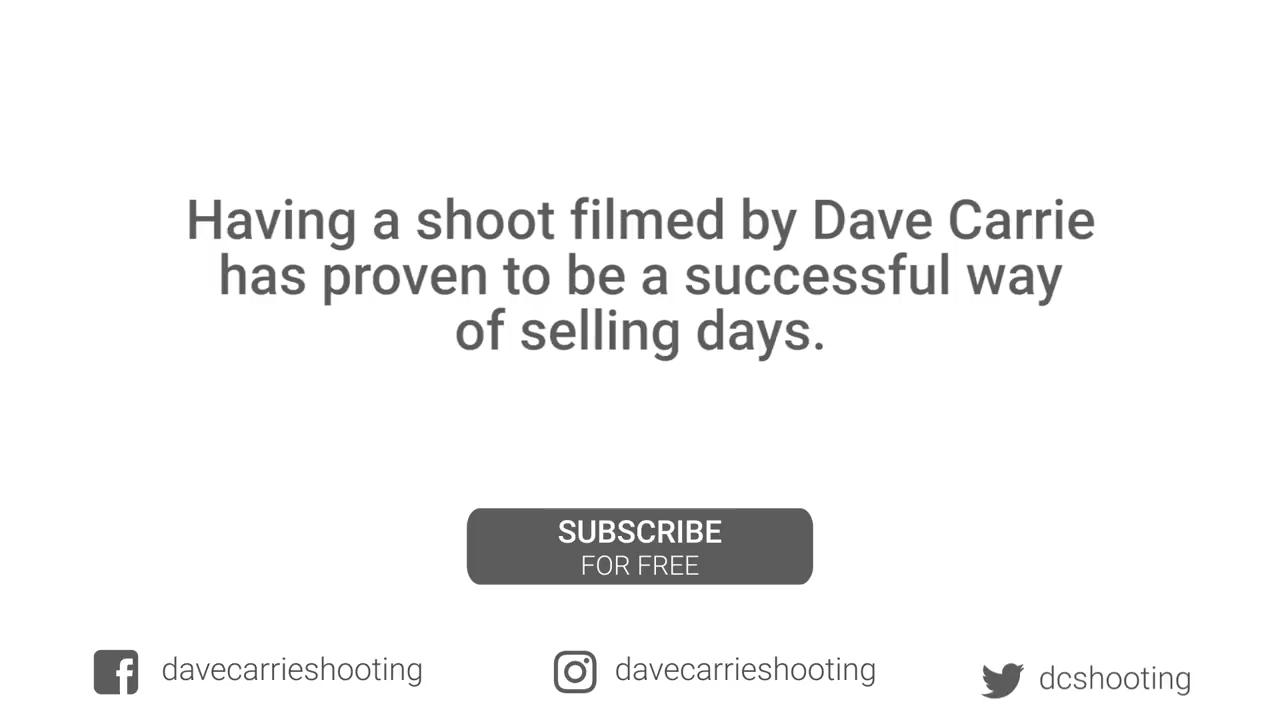 Having a shoot filmed by Dave Carrie
has proven to be a successful way
of selling days.
SUBSCRIBE
FOR FREE
davecarrieshooting
davecarrieshooting
dcshooting